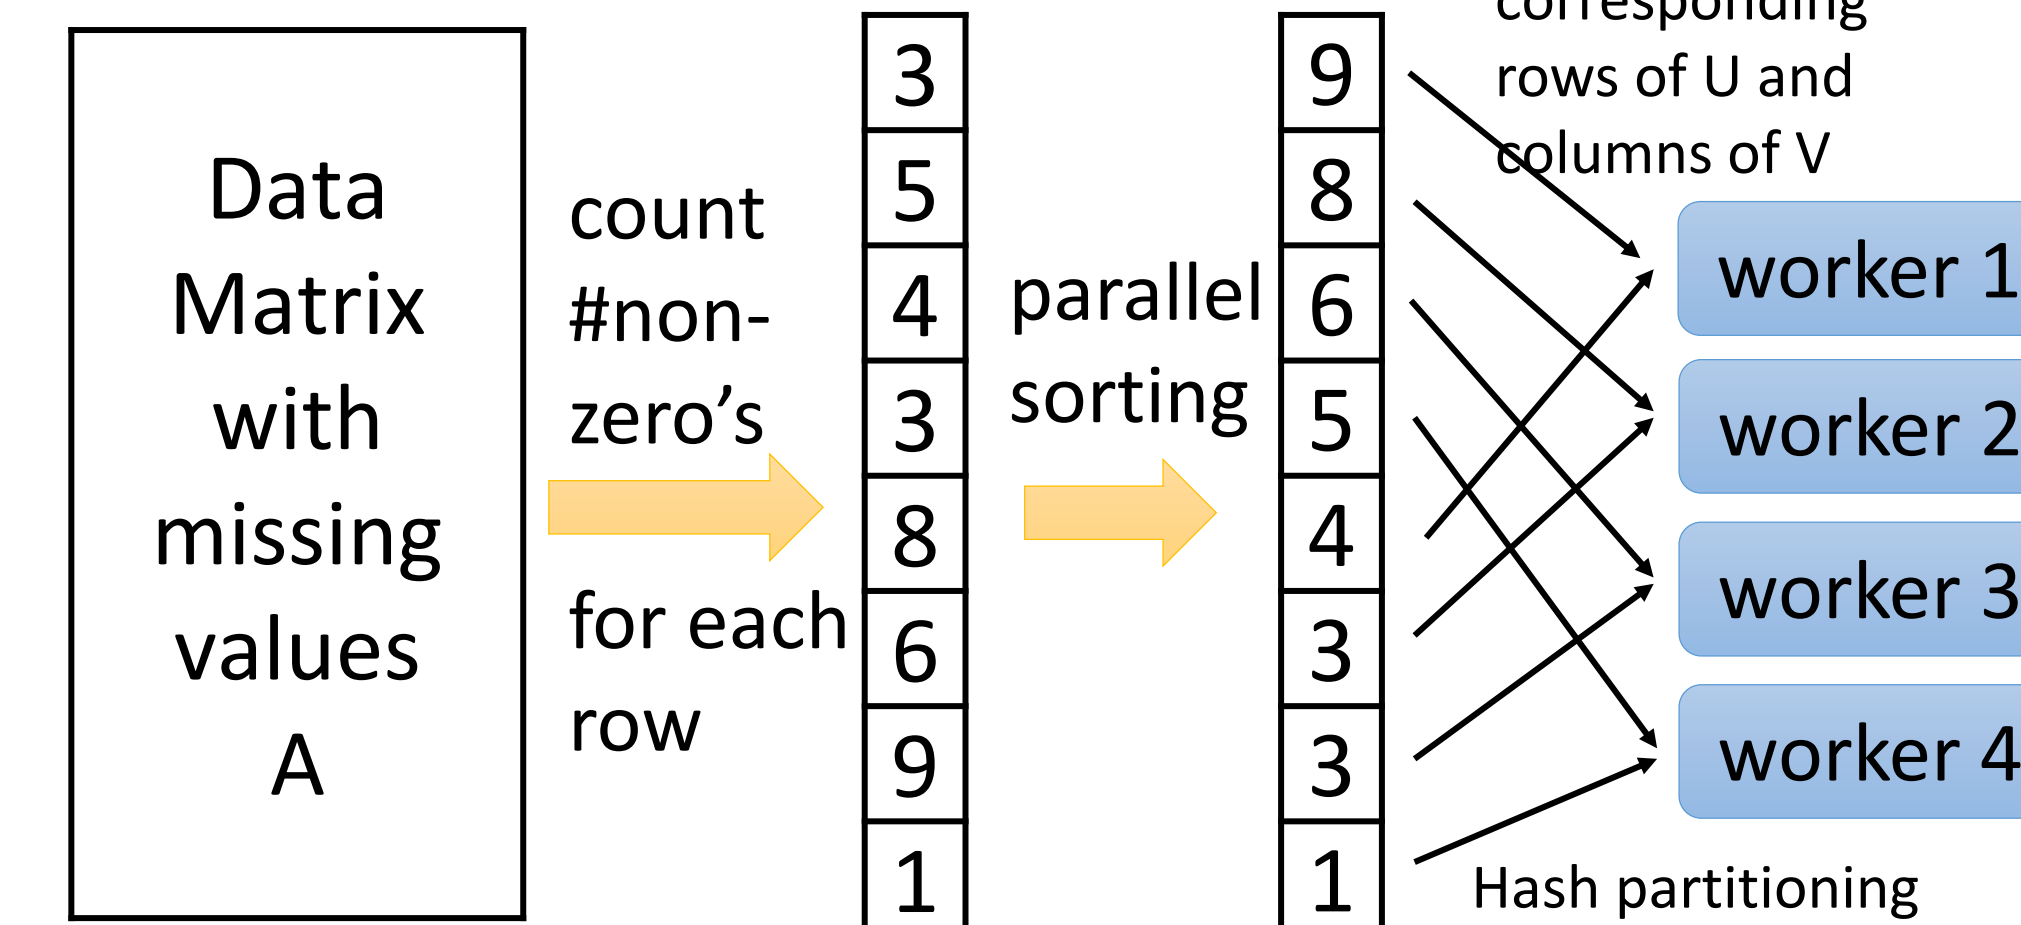 Data
Matrix
with
missing
values
A
count
#non-
zero’s
for each
row
3
5
4
3
8
6
9
1
parallel
sorting
9
8
6
5
4
3
3
1
corresponding
rows of U and
columns of V
worker 1
worker 2
worker 3
worker 4
Hash partitioning